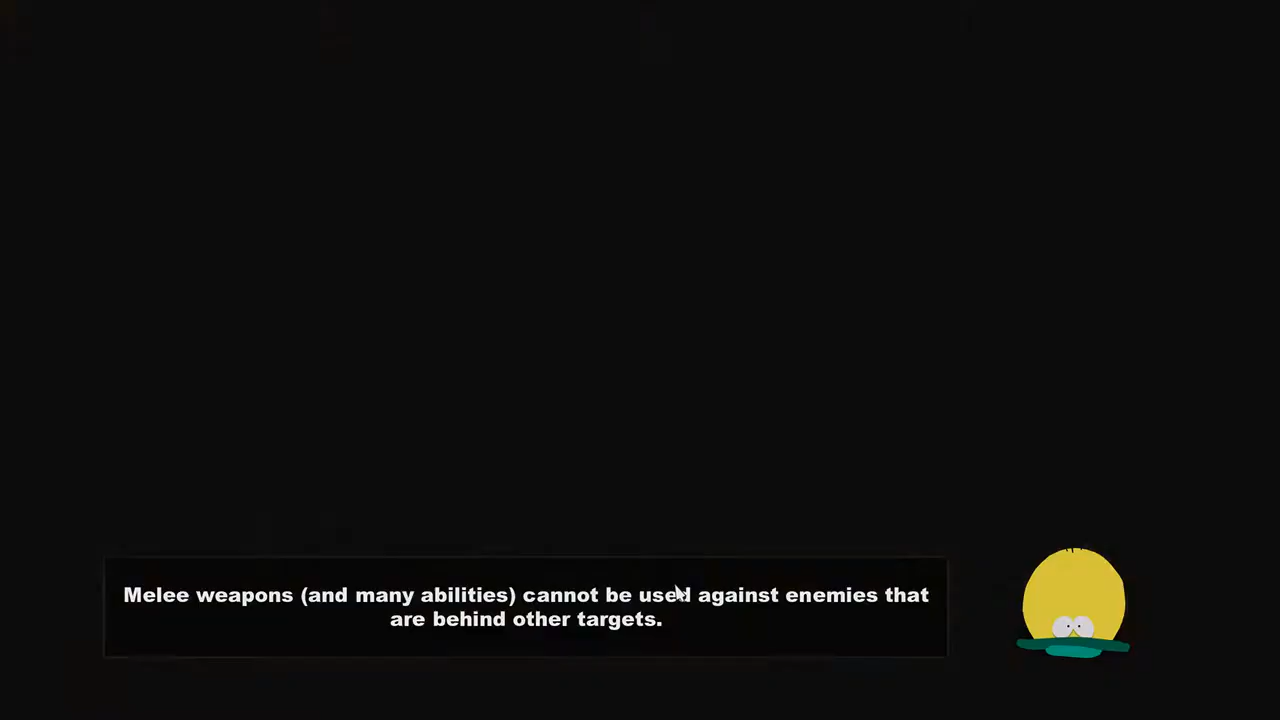 Melee weapons (and many abilities) cannot be used against enemies that
are behind other targets.